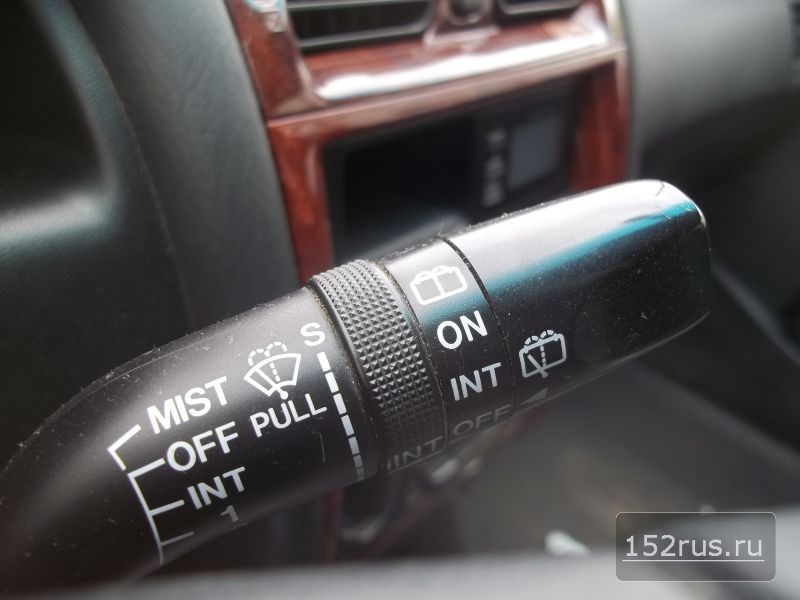 MIST
OFF
INT
1
PULL
S
INT
ON
INT
OFF
152rus.ru